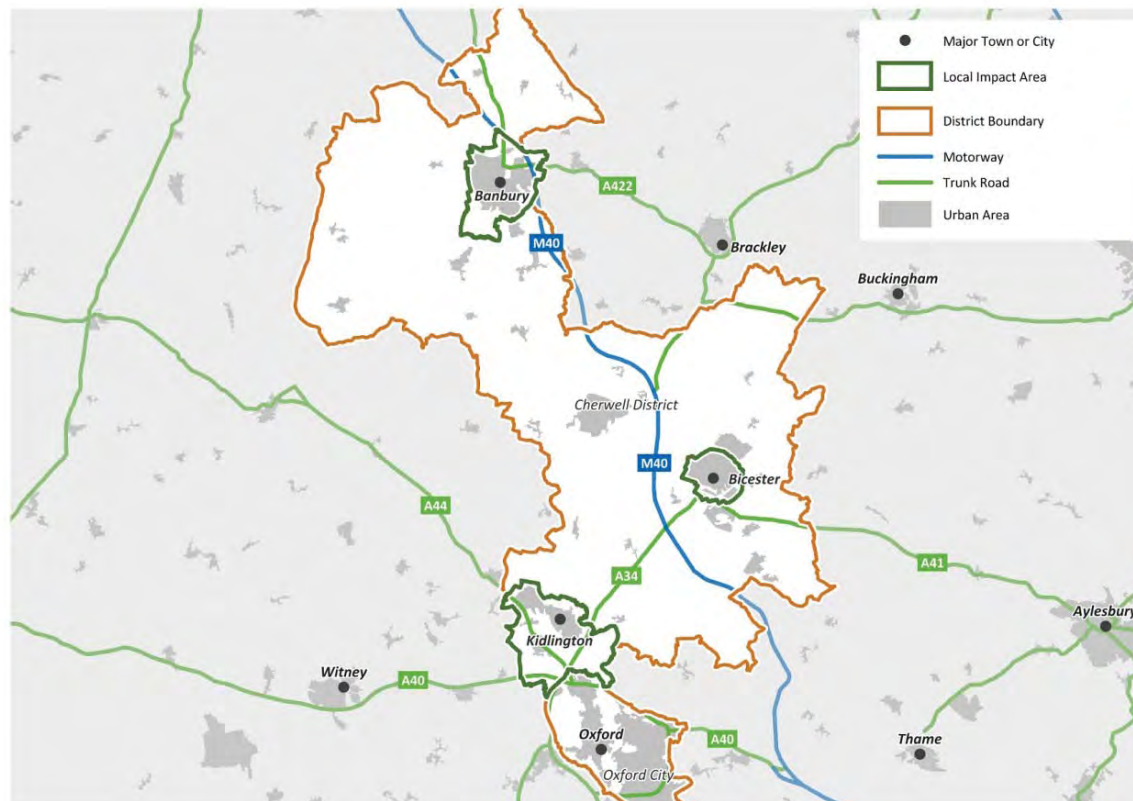 Major Town or City
Local Impact Area
District Boundary
Motorway
Trunk Road
Urban Area
Banbury
A422
M40
Brackley
Buckingham
Cherwell District
M40
Bicester
A44
A34
A41
Aylesbury
Kidlington
Witney
A40
Oxford
A40
Thame
Oxford City